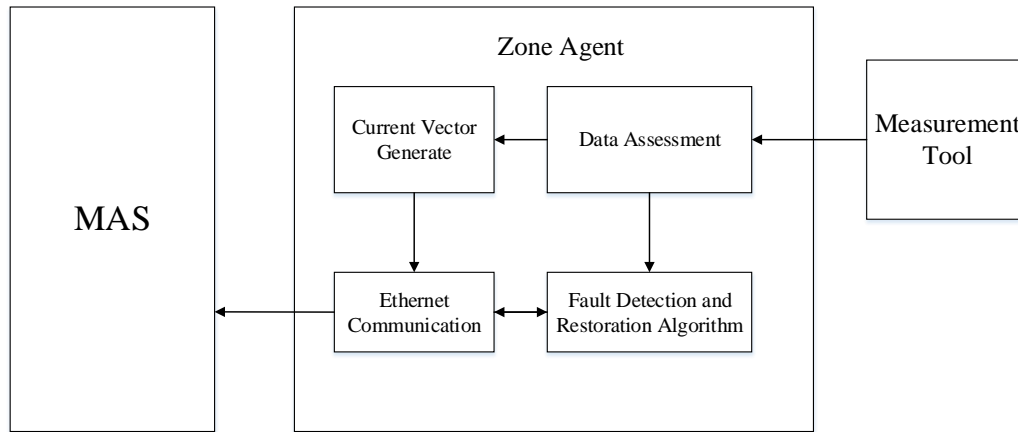 MAS
Zone Agent
Current Vector
Generate
Data Assessment
Measurement
Tool
Ethernet
Communication
Fault Detection and
Restoration Algorithm